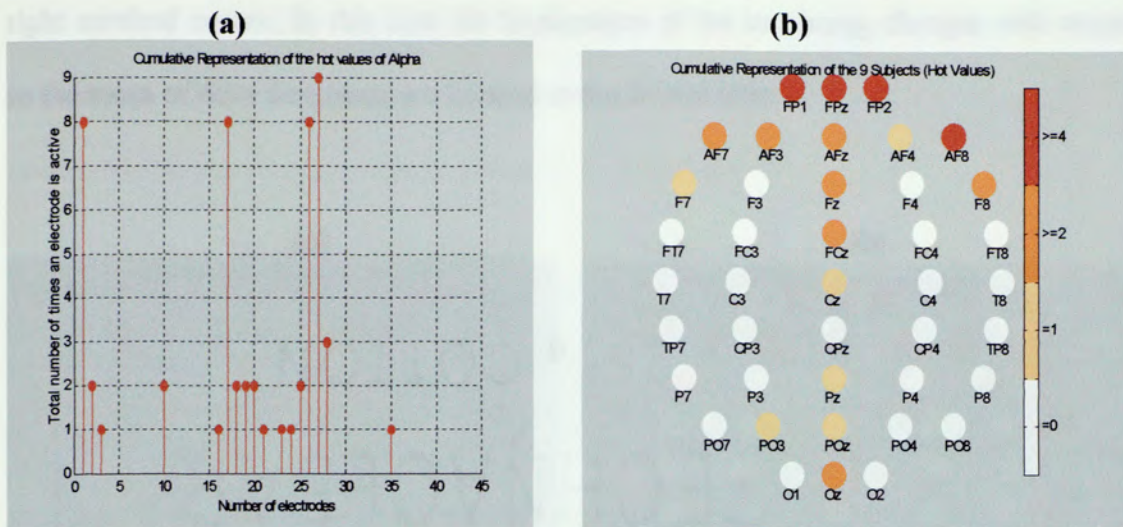 (a)
Cumulative Representation of the hot values of Alpha
Total number of times an electrode is active
9
8
7
6
5
4
3
2
1
0
0 5 10 15 20 25 30 35 40 45
Number of electrodes
(b)
Cumulative Representation of the 9 Subjects (Hot Values)
FP1 FPz FP2
AF7 AF3 AFz AF4 AF8
F7 F3 Fz F4 F8
FT7 FC3 FCz FC4 FT8
T7 C3 Cz C4 T8
TP7 CP3 CPz CP4 TP8
P7 P3 Pz P4 P8
PO7 PO3 POz PO4 PO8
O1 Oz O2
>=4
>=2
=1
=0